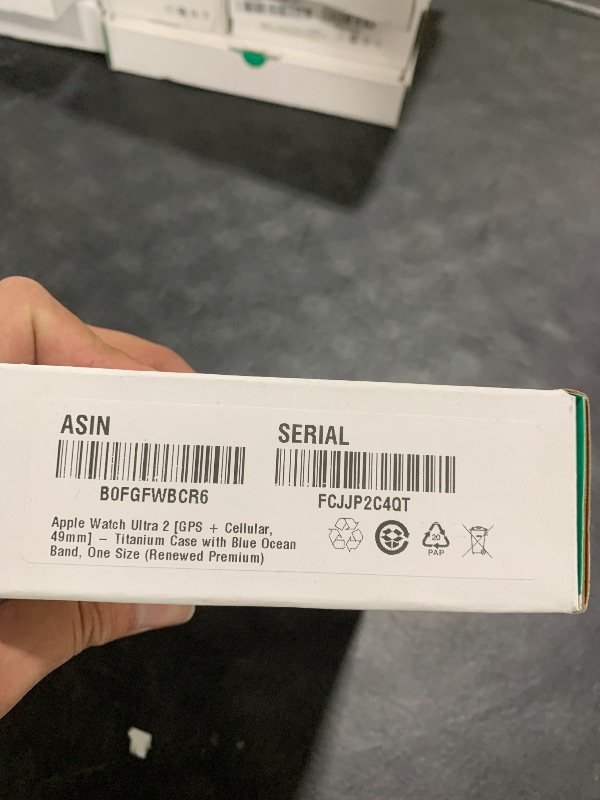 ASIN
B0FGFWBCR6
Apple Watch Ultra 2 [GPS + Cellular,
49mm] – Titanium Case with Blue Ocean
Band, One Size (Renewed Premium)
SERIAL
FCJJP2C4QT
20
PAP